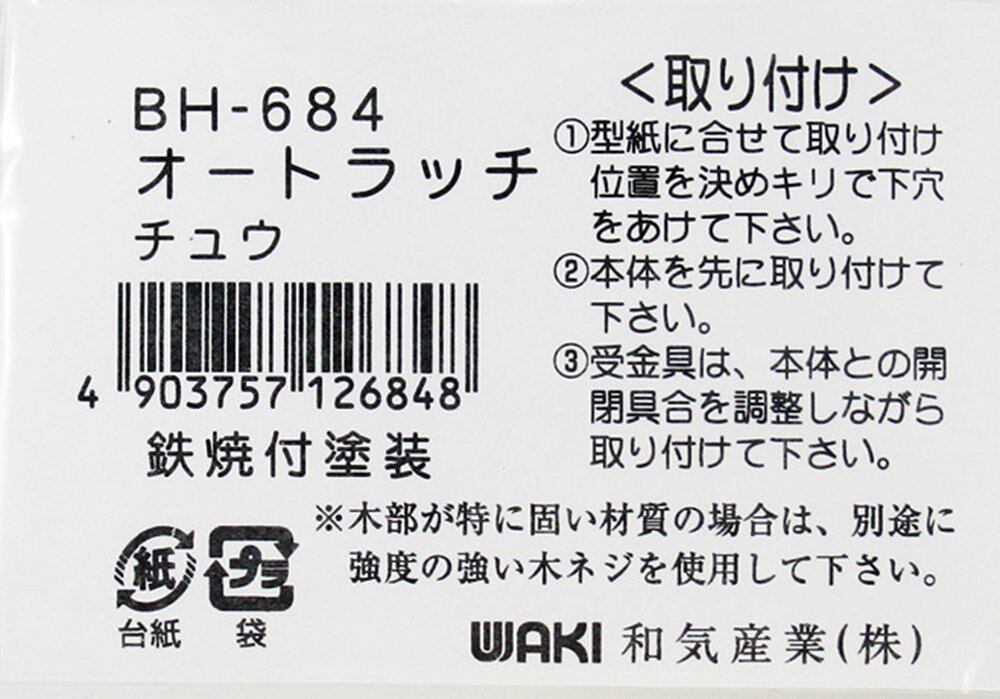 BH-684
オートラッチ
チュウ
4 903757 126848
鉄焼付塗装
<取り付け>
①型紙に合せて取り付け
位置を決めキリで下穴
をあけて下さい。
②本体を先に取り付けて
下さい。
③受金具は、本体との開
閉具合を調整しながら
取り付けて下さい。
※木部が特に固い材質の場合は、別途に
強度の強い木ネジを使用して下さい。
紙
プラ
台紙
袋
WAKI 和気産業(株)